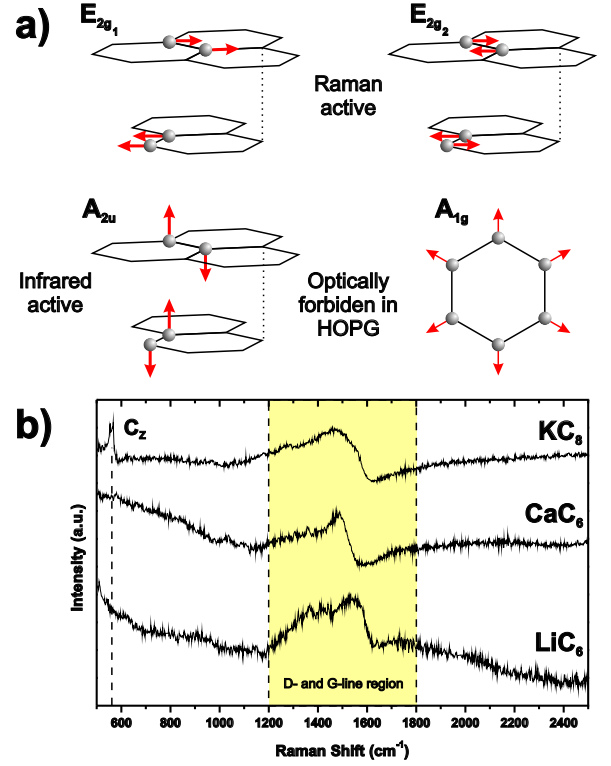 a)
E2g1
E2g2
Raman
active
A2u
A1g
Infrared
active
Optically
forbiden in
HOPG
b)
Cz
KC8
CaC6
LiC6
D- and G-line region
Intensity (a.u.)
600 800 1000 1200 1400 1600 1800 2000 2200 2400
Raman Shift (cm-1)